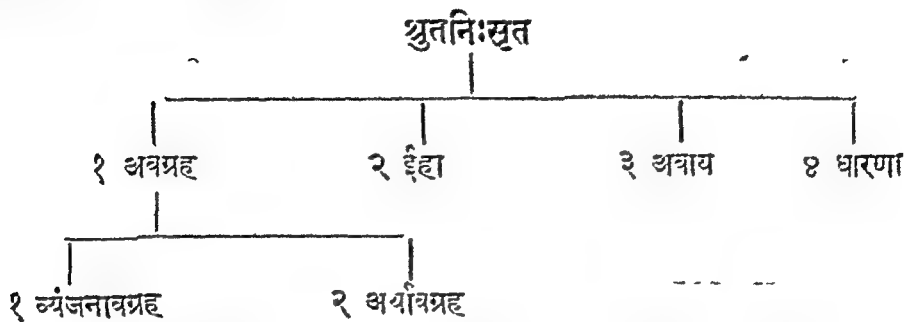 श्रुतनिःसृत
१ अवग्रह २ ईहा ३ अवाय ४ धारणा
१ व्यंजनावग्रह २ अर्थावग्रह